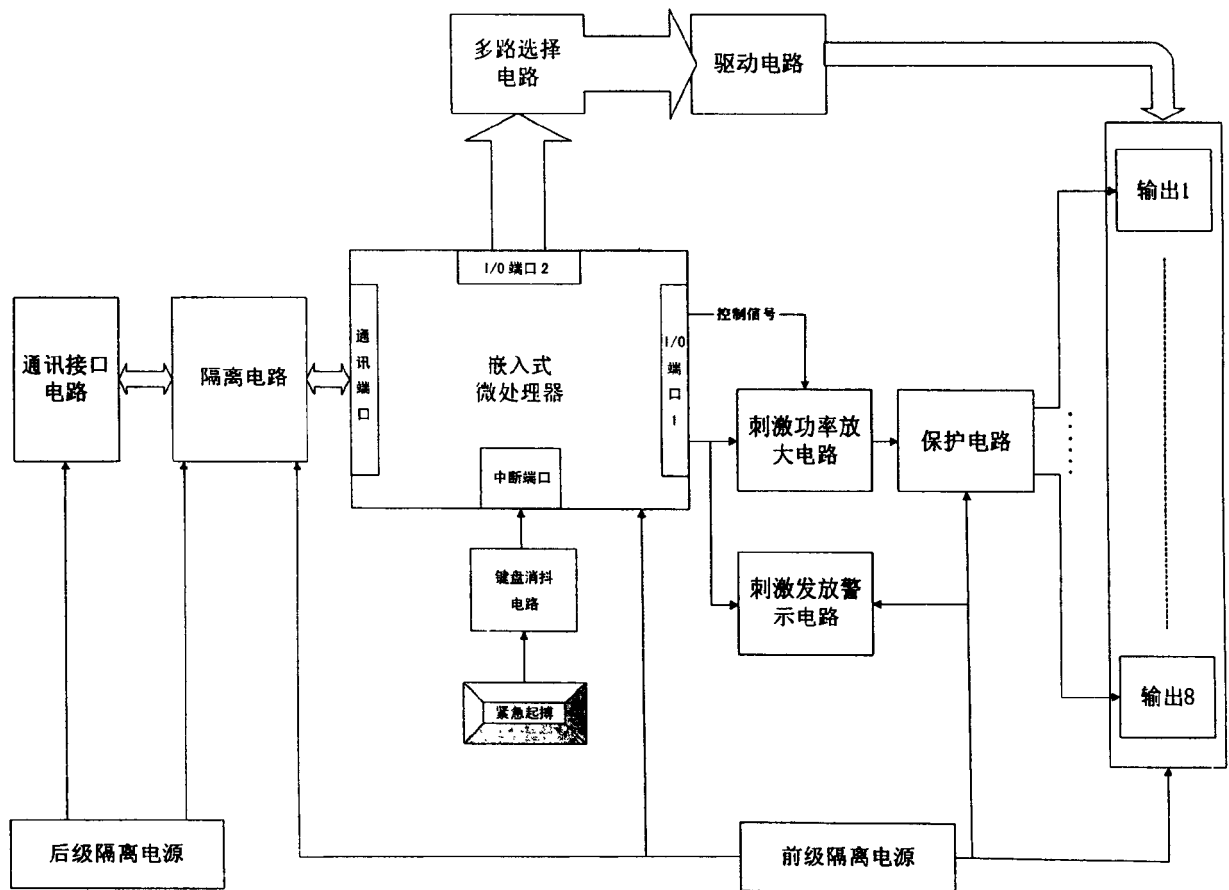 多路选择
电路
驱动电路
输出1
I/O 端口 2
通讯接口
电路
隔离电路
通讯端口
嵌入式
微处理器
I/O端口1
控制信号
中断端口
刺激功率放
大电路
保护电路
键盘消抖
电路
刺激发放警
示电路
紧急起搏
输出8
后级隔离电源
前级隔离电源